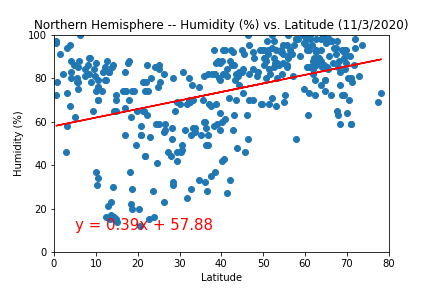 Northern Hemisphere -- Humidity (%) vs. Latitude (11/3/2020)
100
80
60
40
20
0
Humidity (%)
y = 0.39x + 57.88
0 10 20 30 40 50 60 70 80
Latitude